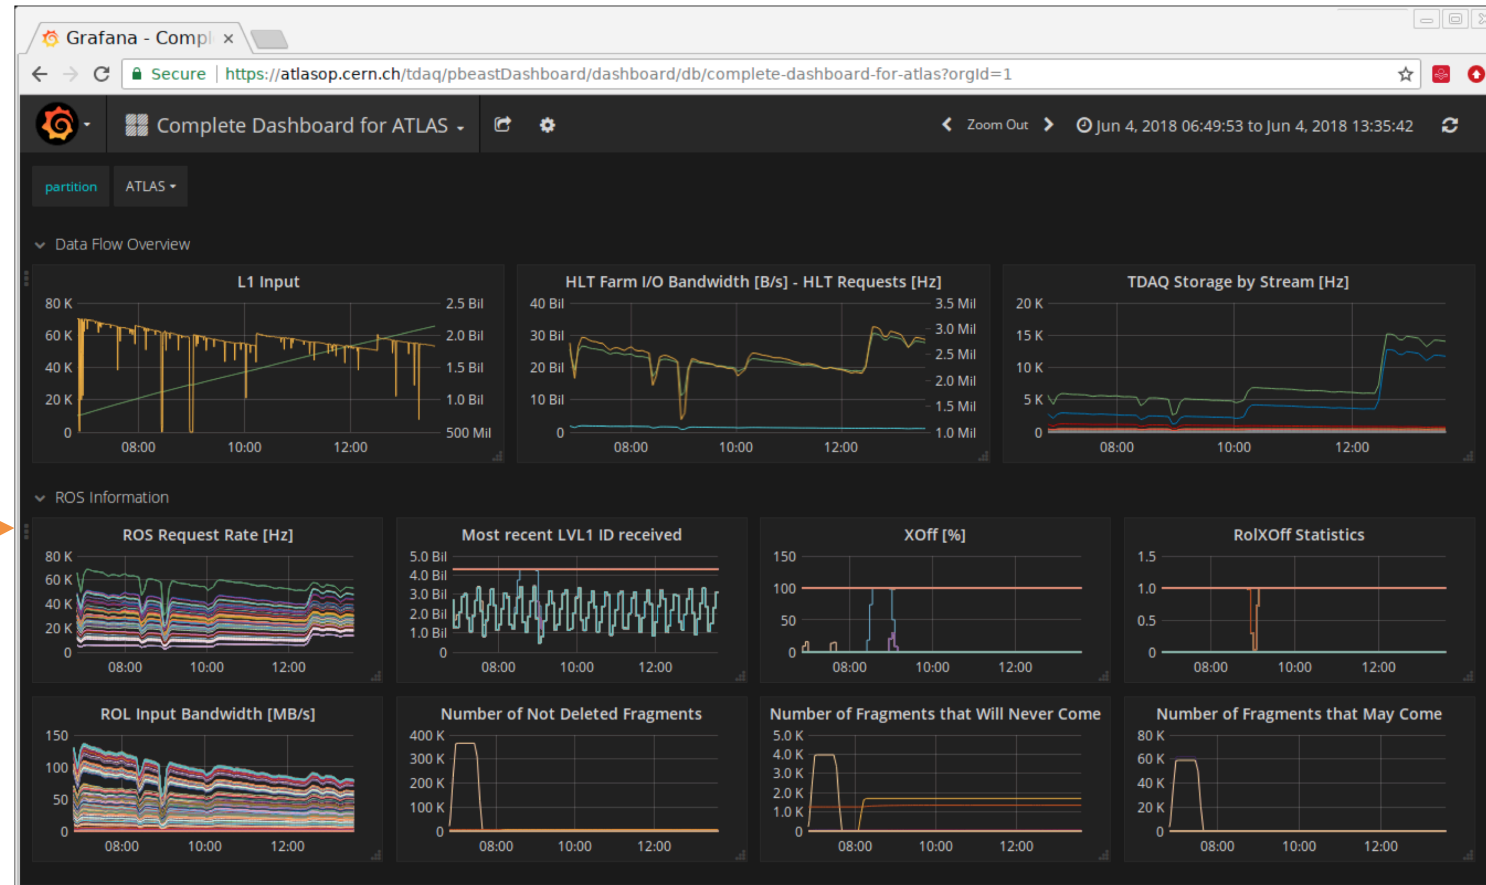 Grafana - Compl
Secure | https://atlasop.cern.ch/tdaq/pbeastDashboard/dashboard/db/complete-dashboard-for-atlas?orgId=1
Complete Dashboard for ATLAS
Zoom Out
Jun 4, 2018 06:49:53 to Jun 4, 2018 13:35:42
partition ATLAS
Data Flow Overview
L1 Input
80 K
60 K
40 K
20 K
0
2.5 Bil
2.0 Bil
1.5 Bil
1.0 Bil
500 Mil
08:00 10:00 12:00
HLT Farm I/O Bandwidth [B/s] - HLT Requests [Hz]
40 Bil
30 Bil
20 Bil
10 Bil
0
3.5 Mil
3.0 Mil
2.5 Mil
2.0 Mil
1.5 Mil
1.0 Mil
08:00 10:00 12:00
TDAQ Storage by Stream [Hz]
20 K
15 K
10 K
5 K
0
08:00 10:00 12:00
ROS Information
ROS Request Rate [Hz]
80 K
60 K
40 K
20 K
0
08:00 10:00 12:00
Most recent LVL1 ID received
5.0 Bil
4.0 Bil
3.0 Bil
2.0 Bil
1.0 Bil
0
08:00 10:00 12:00
XOff [%]
150
100
50
0
08:00 10:00 12:00
RolXOff Statistics
1.5
1.0
0.5
0
08:00 10:00 12:00
ROL Input Bandwidth [MB/s]
150
100
50
0
08:00 10:00 12:00
Number of Not Deleted Fragments
400 K
300 K
200 K
100 K
0
08:00 10:00 12:00
Number of Fragments that Will Never Come
5.0 K
4.0 K
3.0 K
2.0 K
1.0 K
0
08:00 10:00 12:00
Number of Fragments that May Come
80 K
60 K
40 K
20 K
0
08:00 10:00 12:00